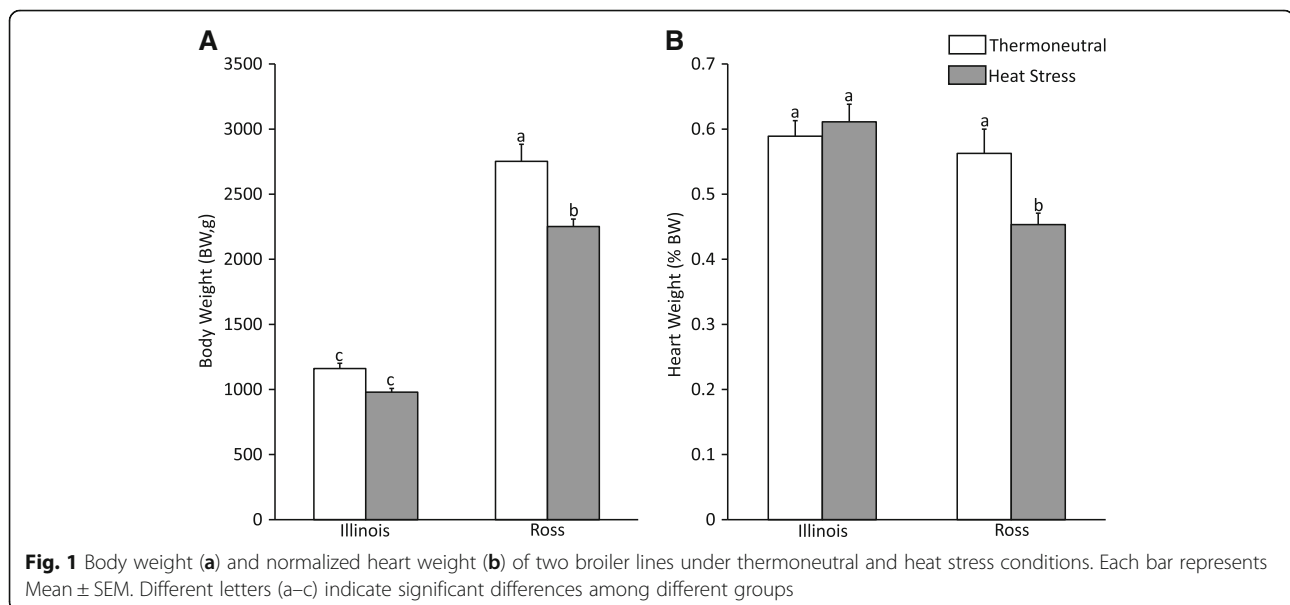 A
3500
3000
2500
2000
1500
1000
500
0
Body Weight (BW,g)
c
c
a
b
Illinois
Ross
B
Thermoneutral
Heat Stress
0.7
0.6
0.5
0.4
0.3
0.2
0.1
0
Heart Weight (% BW)
a
a
a
b
Illinois
Ross
Fig. 1 Body weight (a) and normalized heart weight (b) of two broiler lines under thermoneutral and heat stress conditions. Each bar represents
Mean ± SEM. Different letters (a–c) indicate significant differences among different groups